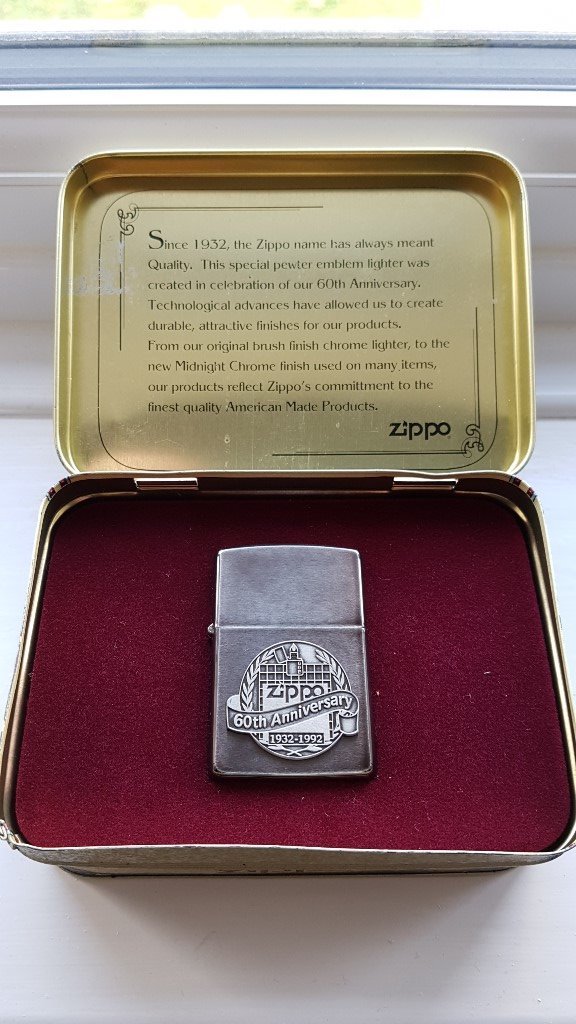 Since 1932, the Zippo name has always meant
Quality. This special pewter emblem lighter was
created in celebration of our 60th Anniversary.
Technological advances have allowed us to create
durable, attractive finishes for our products.
From our original brush finish chrome lighter, to the
new Midnight Chrome finish used on many items,
our products reflect Zippo's committment to the
finest quality American Made Products.
zippo
zippo
60th Anniversary
1932-1992